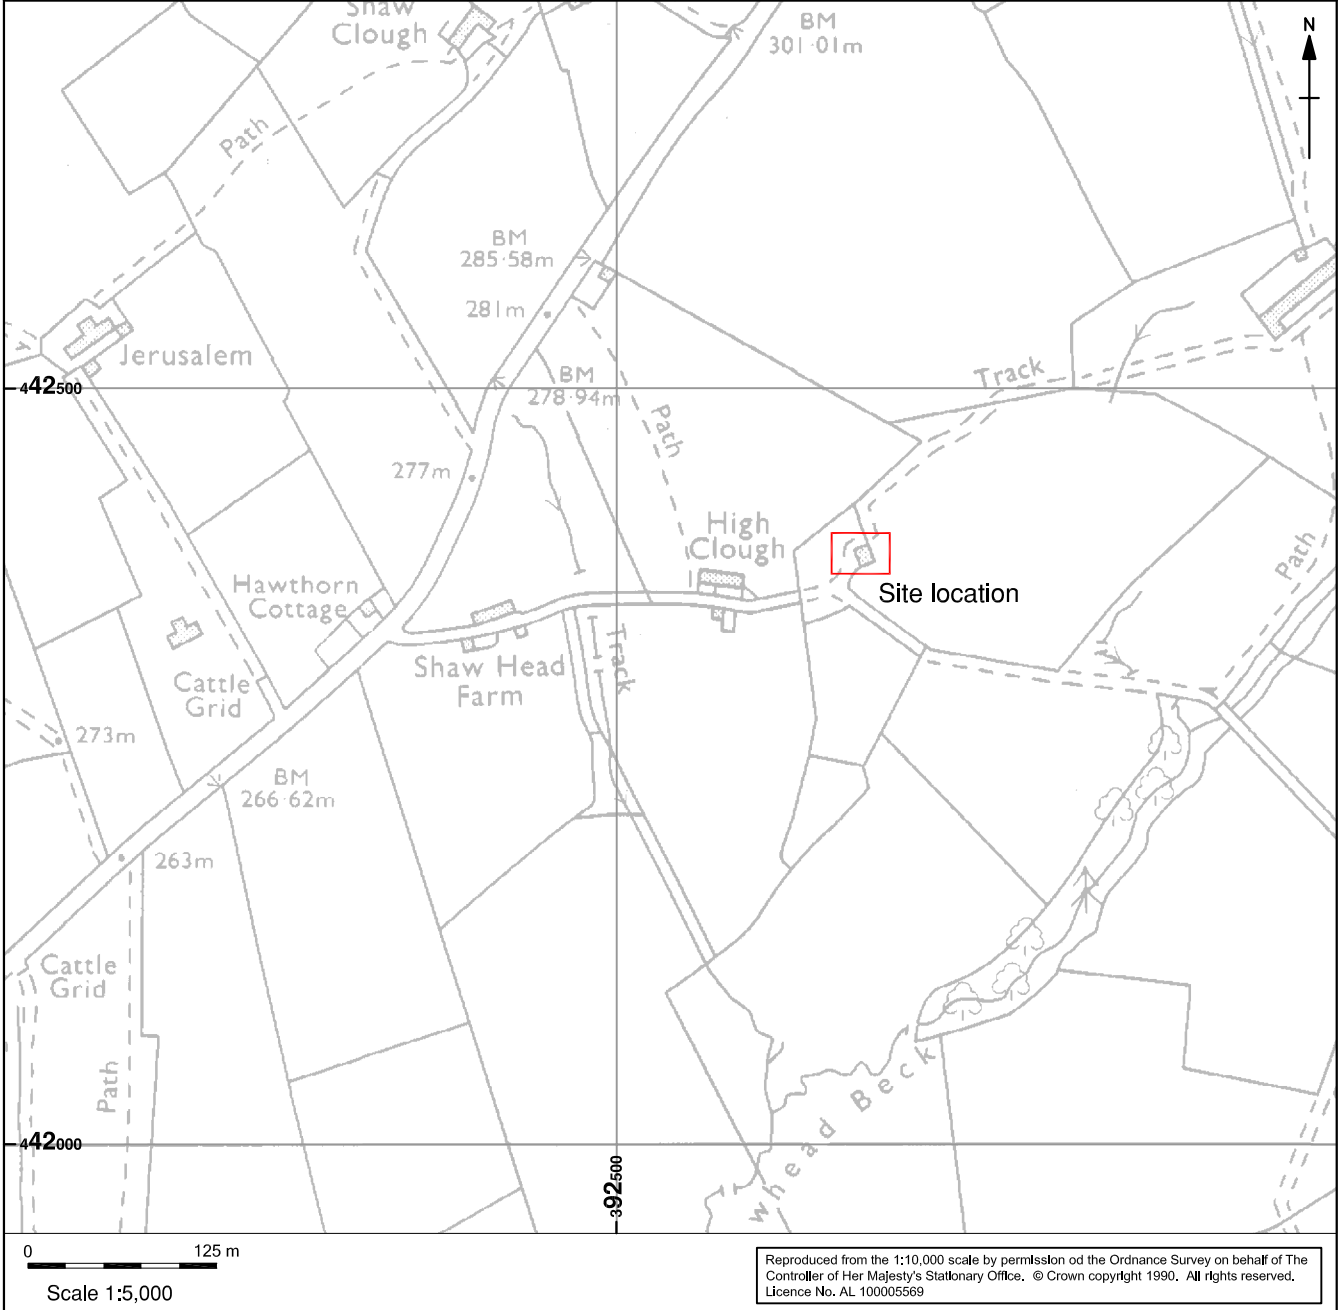 Shaw
Clough
BM
301·01m
N
Path
BM
285·58m
281m
Jerusalem
Track
442500
BM
278·94m
Path
277m
High
Clough
Path
Hawthorn
Cottage
Site location
Track
Shaw Head
Farm
Cattle
Grid
273m
BM
266·62m
263m
Cattle
Grid
Path
whead Beck
442000
392500
0 125 m
Scale 1:5,000
Reproduced from the 1:10,000 scale by permission od the Ordnance Survey on behalf of The
Controller of Her Majesty's Stationary Office. © Crown copyright 1990. All rights reserved.
Licence No. AL 100005569